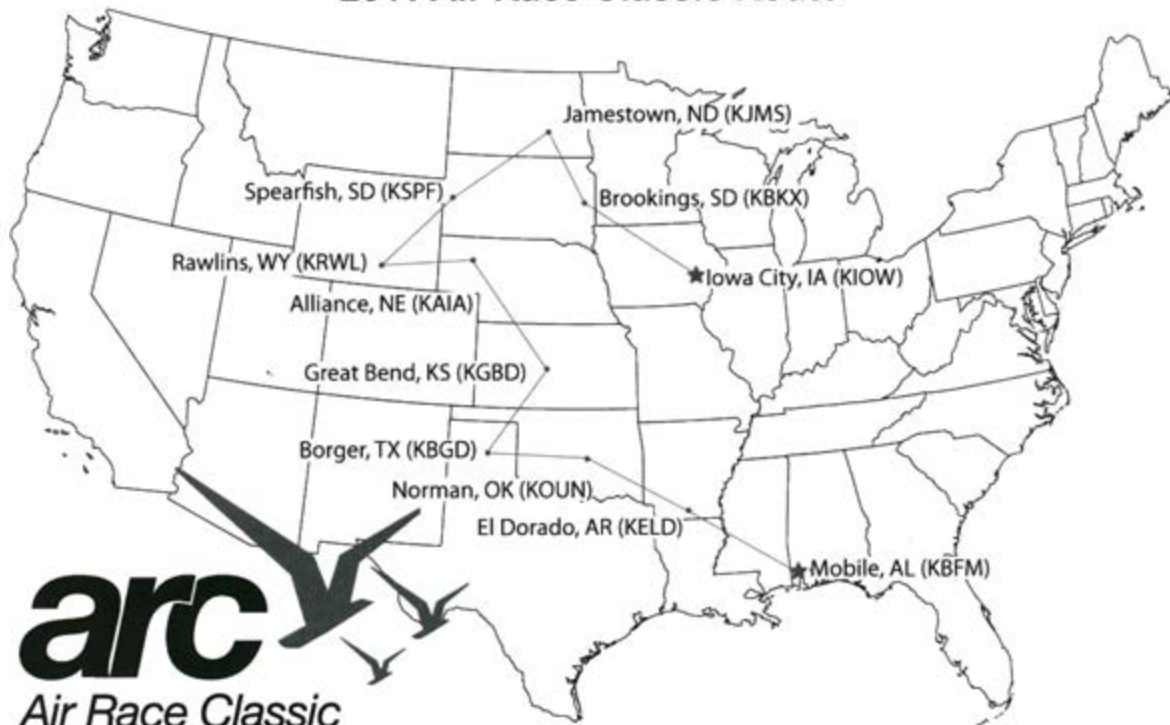 Jamestown, ND (KJMS)
Spearfish, SD (KSPF)
Brookings, SD (KBKX)
Rawlins, WY (KRWL)
Iowa City, IA (KIOW)
Alliance, NE (KAIA)
Great Bend, KS (KGBD)
Borger, TX (KBGD)
Norman, OK (KOUN)
El Dorado, AR (KELD)
Mobile, AL (KBFM)
arc
Air Race Classic